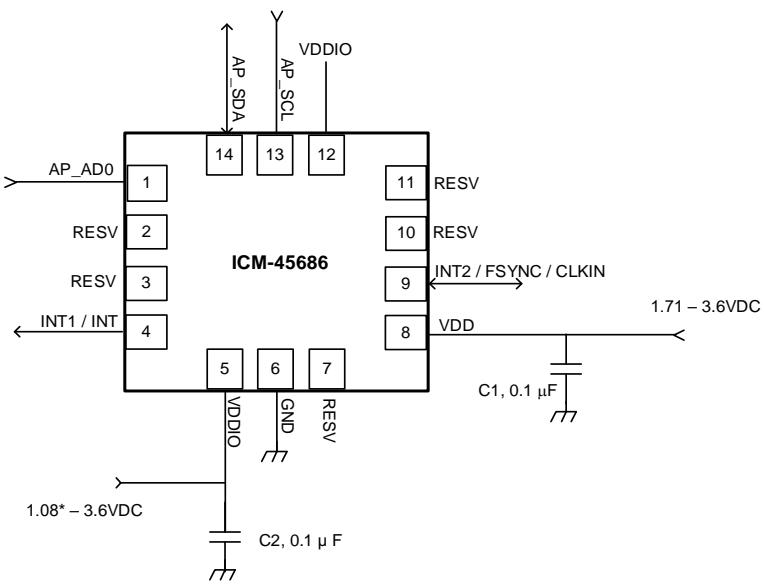 AP_SDA
AP_SCL
VDDIO
14
13
12
AP_AD0
1
11
RESV
RESV
2
10
RESV
ICM-45686
RESV
3
9
INT2 / FSYNC / CLKIN
INT1 / INT
4
8
VDD
1.71 – 3.6VDC
5
6
7
C1, 0.1 μF
VDDIO
GND
RESV
1.08* – 3.6VDC
C2, 0.1 μ F